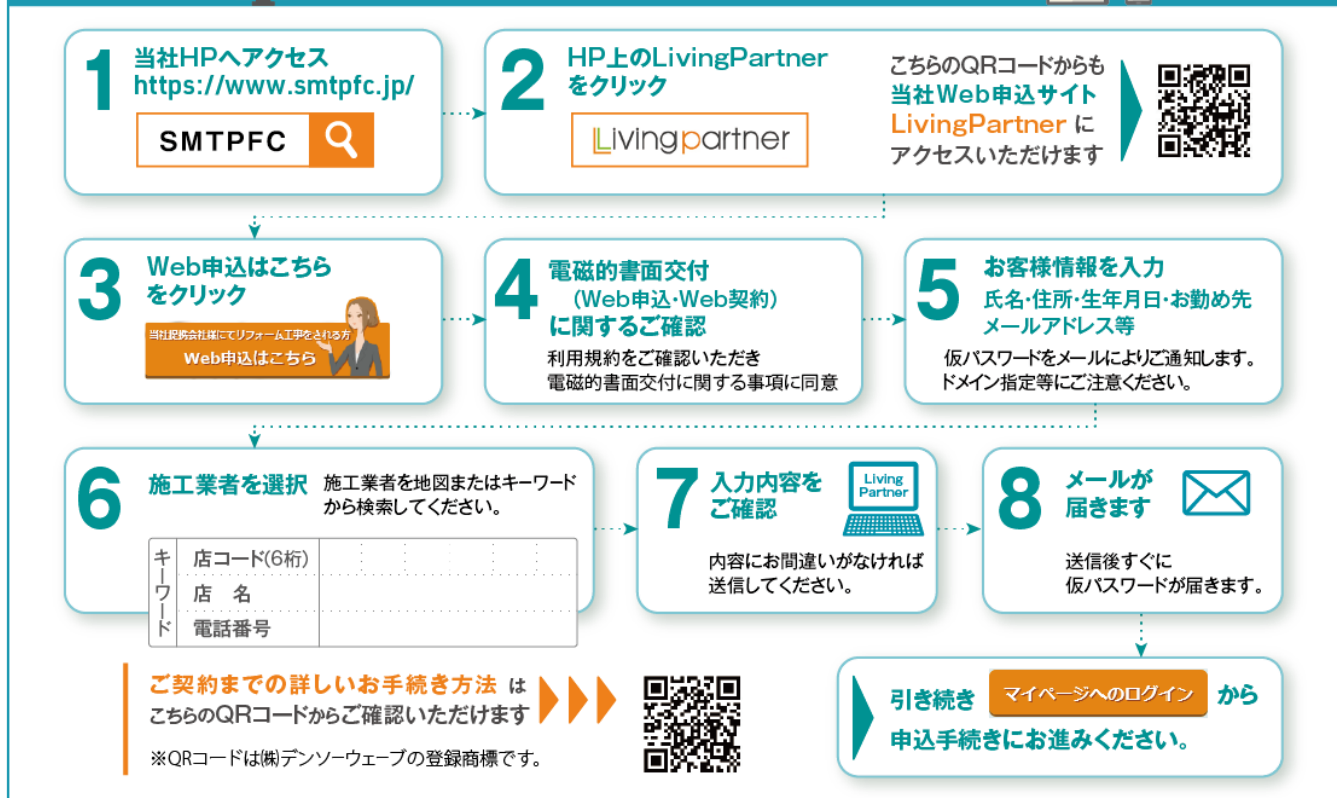 1
当社HPへアクセス
https://www.smtpfc.jp/
SMTPFC
2
HP上のLivingPartner
をクリック
Livingpartner
こちらのQRコードからも
当社Web申込サイト
LivingPartner に
アクセスいただけます
3
Web申込はこちら
をクリック
当社提携会社様にてリフォーム工事をされる方
Web申込はこちら
4
電磁的書面交付
(Web申込・Web契約)
に関するご確認
利用規約をご確認いただき
電磁的書面交付に関する事項に同意
5
お客様情報を入力
氏名・住所・生年月日・お勤め先
メールアドレス等
仮パスワードをメールによりご通知します。
ドメイン指定等にご注意ください。
6
施工業者を選択
施工業者を地図またはキーワード
から検索してください。
キーワード
店コード(6桁)
店 名
電話番号
7
入力内容を
ご確認
Living
Partner
内容にお間違いがなければ
送信してください。
8
メールが
届きます
送信後すぐに
仮パスワードが届きます。
ご契約までの詳しいお手続き方法 は
こちらのQRコードからご確認いただけます
※QRコードは㈱デンソーウェーブの登録商標です。
引き続き マイページへのログイン から
申込手続きにお進みください。